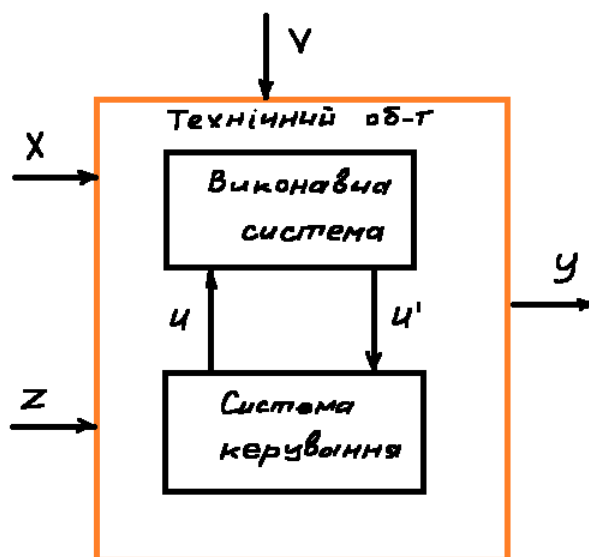 V
Технічний об-т
X
Виконавча
система
y
u
u'
Z
Система
керування